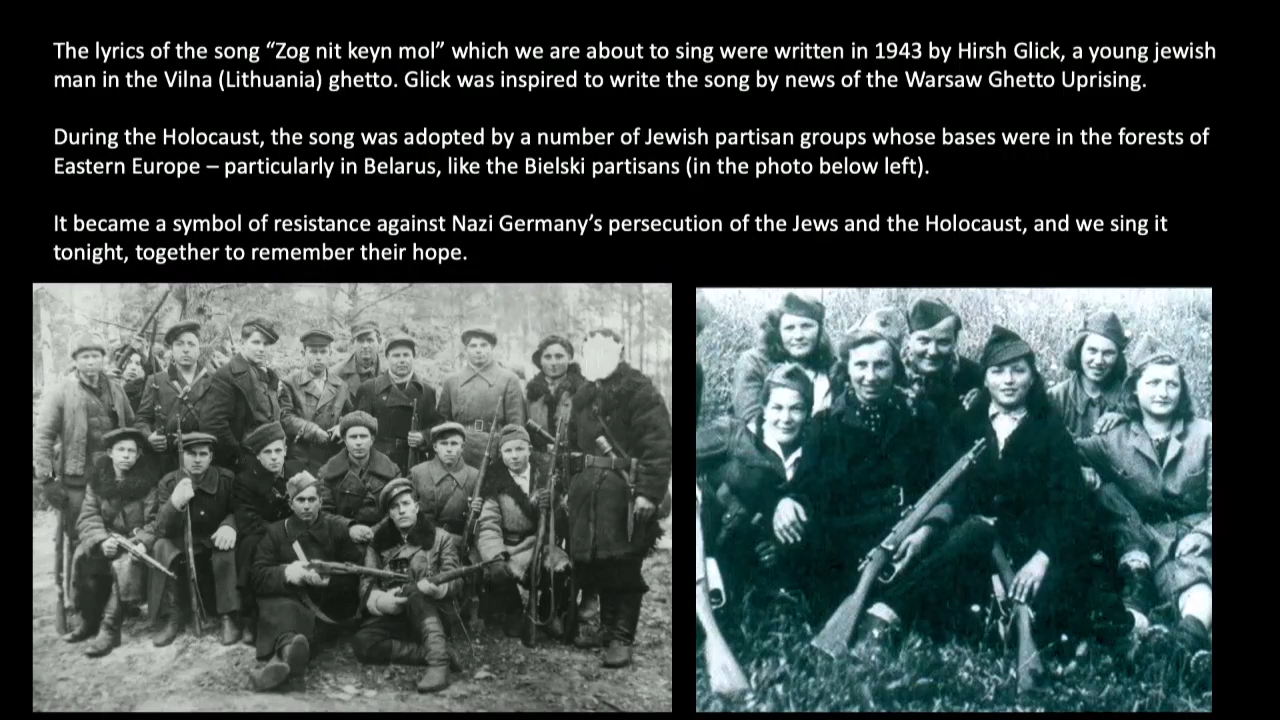 The lyrics of the song “Zog nit keyn mol” which we are about to sing were written in 1943 by Hirsh Glick, a young jewish
man in the Vilna (Lithuania) ghetto. Glick was inspired to write the song by news of the Warsaw Ghetto Uprising.
During the Holocaust, the song was adopted by a number of Jewish partisan groups whose bases were in the forests of
Eastern Europe – particularly in Belarus, like the Bielski partisans (in the photo below left).
It became a symbol of resistance against Nazi Germany’s persecution of the Jews and the Holocaust, and we sing it
tonight, together to remember their hope.